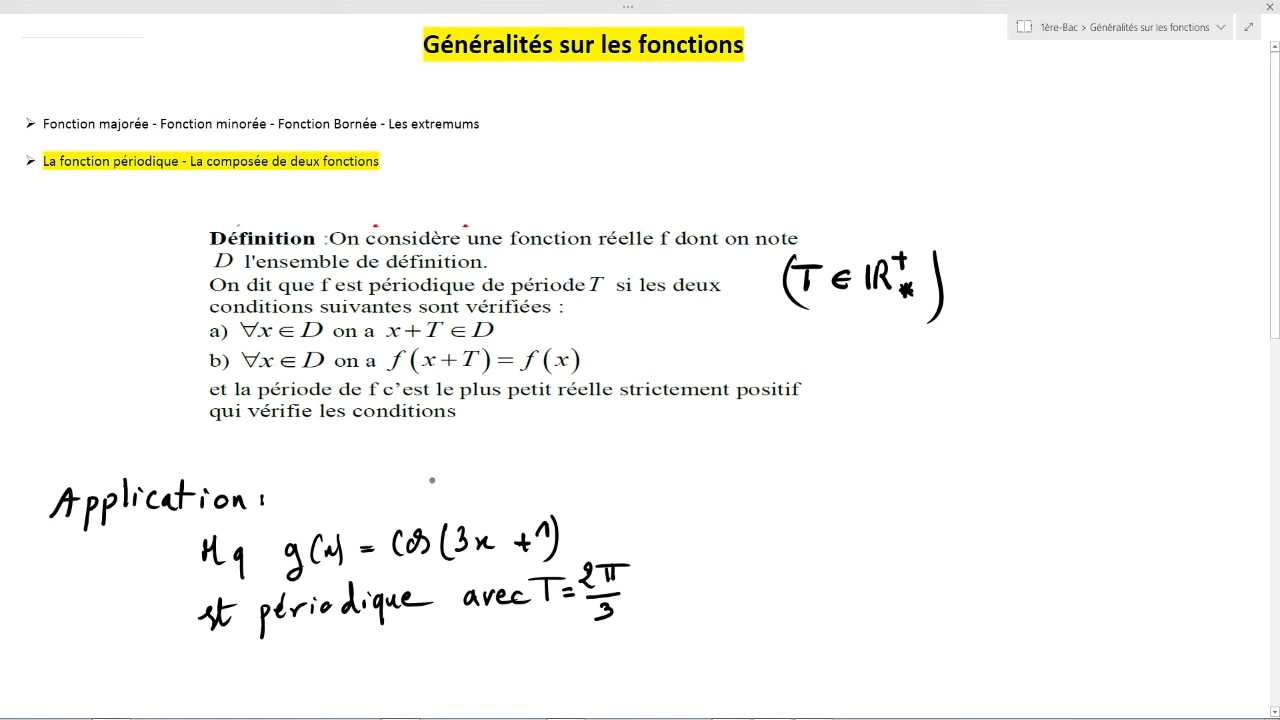 1ère-Bac > Généralités sur les fonctions
Généralités sur les fonctions
Fonction majorée - Fonction minorée - Fonction Bornée - Les extremums
La fonction périodique - La composée de deux fonctions
Définition :On considère une fonction réelle f dont on note
D l'ensemble de définition.
On dit que f est périodique de période T si les deux
conditions suivantes sont vérifiées :
a) ∀x ∈ D on a x+T ∈ D
b) ∀x ∈ D on a f(x+T) = f(x)
et la période de f c’est le plus petit réelle strictement positif
qui vérifie les conditions
(T ∈ ℝ⁺*)
Application :
Mq g(x) = cos(3x + 1)
est périodique avec T = 2π/3